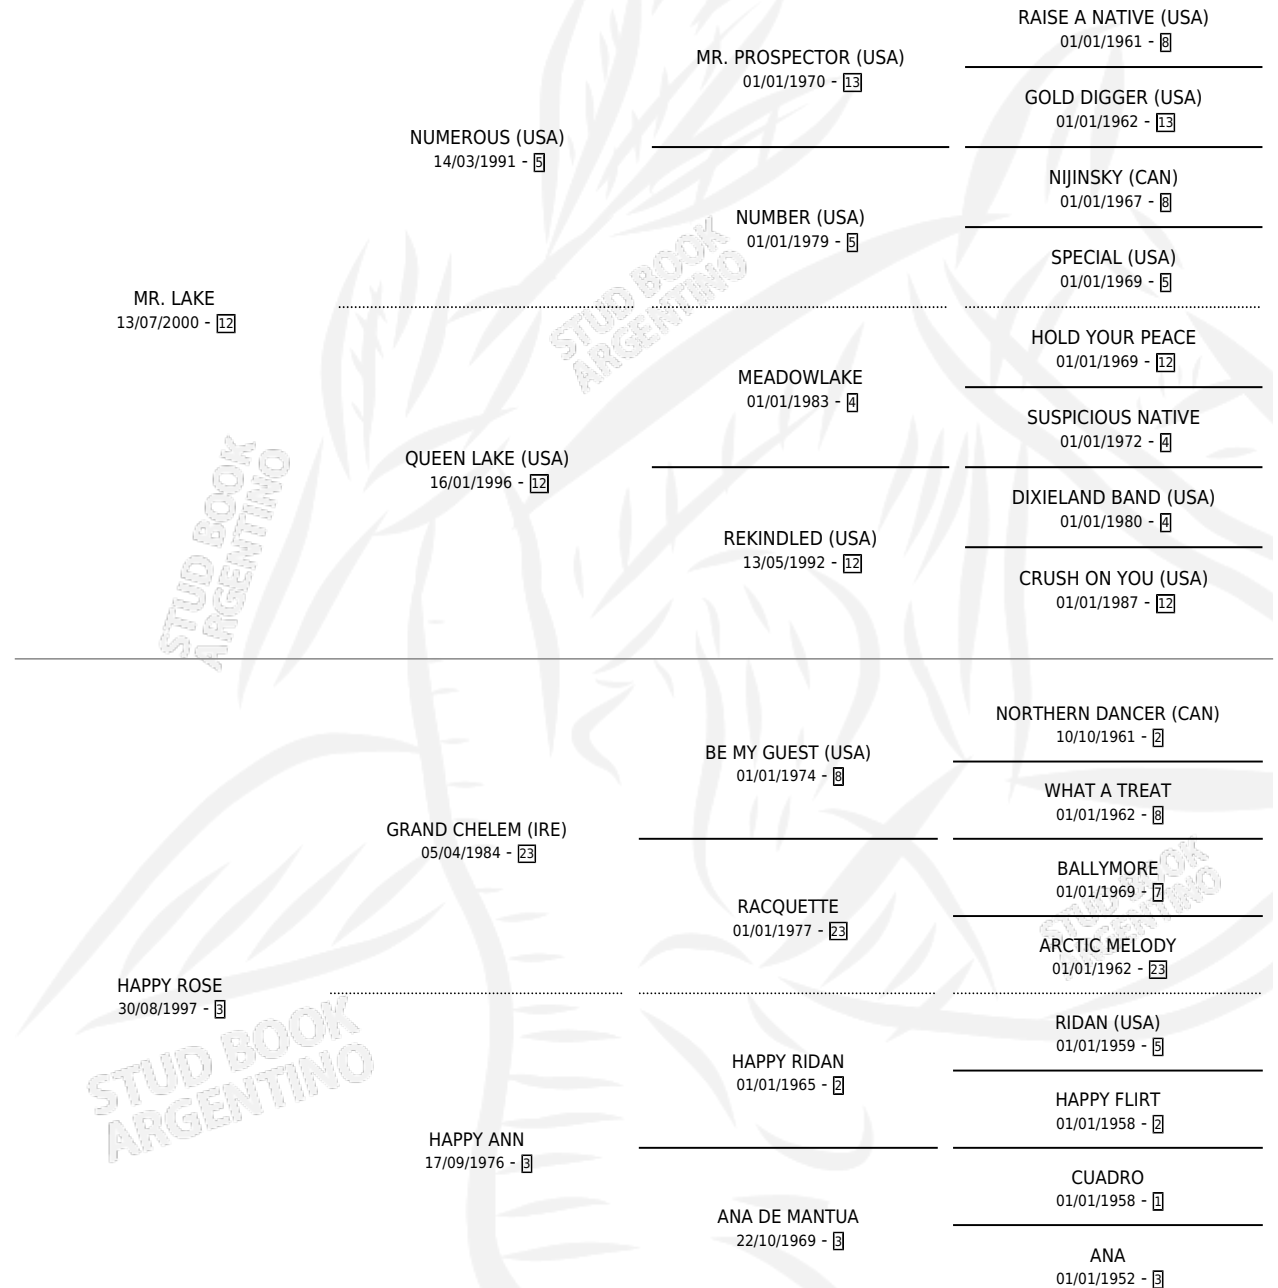 RAISE A NATIVE (USA)
01/01/1961 - 8
MR. PROSPECTOR (USA)
01/01/1970 - 13
GOLD DIGGER (USA)
01/01/1962 - 13
NUMEROUS (USA)
14/03/1991 - 5
NIJINSKY (CAN)
01/01/1967 - 8
NUMBER (USA)
01/01/1979 - 5
SPECIAL (USA)
01/01/1969 - 5
MR. LAKE
13/07/2000 - 12
HOLD YOUR PEACE
01/01/1969 - 12
MEADOWLAKE
01/01/1983 - 4
SUSPICIOUS NATIVE
01/01/1972 - 4
QUEEN LAKE (USA)
16/01/1996 - 12
DIXIELAND BAND (USA)
01/01/1980 - 4
REKINDLED (USA)
13/05/1992 - 12
CRUSH ON YOU (USA)
01/01/1987 - 12
NORTHERN DANCER (CAN)
10/10/1961 - 2
BE MY GUEST (USA)
01/01/1974 - 8
WHAT A TREAT
01/01/1962 - 8
GRAND CHELEM (IRE)
05/04/1984 - 23
BALLYMORE
01/01/1969 - 7
RACQUETTE
01/01/1977 - 23
ARCTIC MELODY
01/01/1962 - 23
HAPPY ROSE
30/08/1997 - 3
RIDAN (USA)
01/01/1959 - 5
HAPPY RIDAN
01/01/1965 - 2
HAPPY FLIRT
01/01/1958 - 2
HAPPY ANN
17/09/1976 - 3
CUADRO
01/01/1958 - 1
ANA DE MANTUA
22/10/1969 - 3
ANA
01/01/1952 - 3
STUD BOOK
ARGENTINO
STUD BOOK
ARGENTINO
STUD BOOK
ARGENTINO
STUD BOOK
ARGENTINO